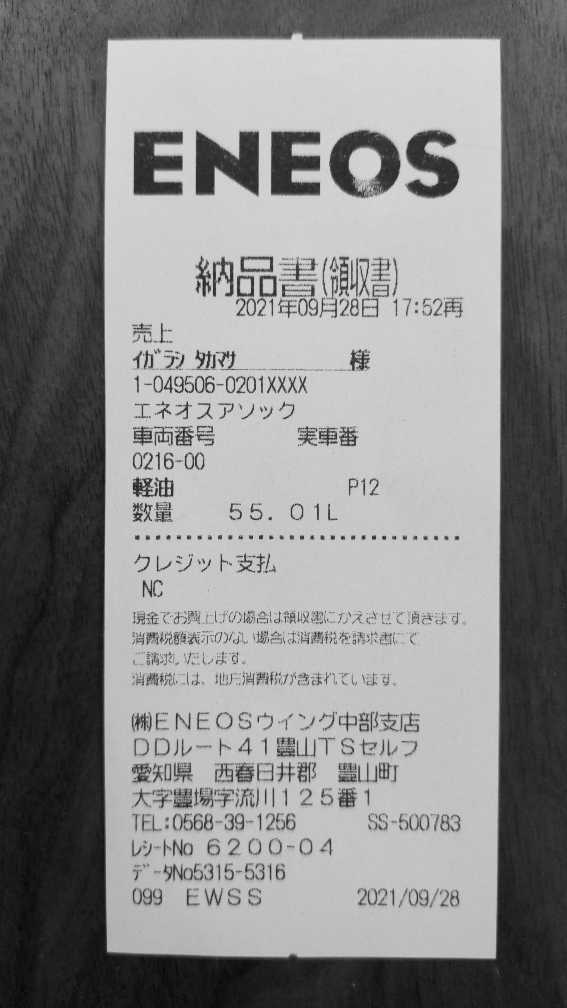 ENEOS
納品書(領収書)
2021年09月28日 17:52再
売上
ｲｶﾞﾗｼ ﾀｶﾏｻ 様
1-049506-0201XXXX
エネオスアソック
車両番号 実車番
0216-00
軽油 P12
数量 ５５．０１Ｌ
クレジット支払
NC
現金でお買上げの場合は領収書にかえさせて頂きます。
消費税額表示のない場合は消費税を請求書にて
ご請求いたします。
消費税には、地方消費税が含まれています。
㈱ＥＮＥＯＳウイング中部支店
ＤＤルート４１豊山ＴＳセルフ
愛知県 西春日井郡 豊山町
大字豊場字流川１２５番１
TEL:0568-39-1256 SS-500783
ﾚｼｰﾄNo ６２００-０４
ﾃﾞｰﾀNo5315-5316
099 ＥＷＳＳ 2021/09/28